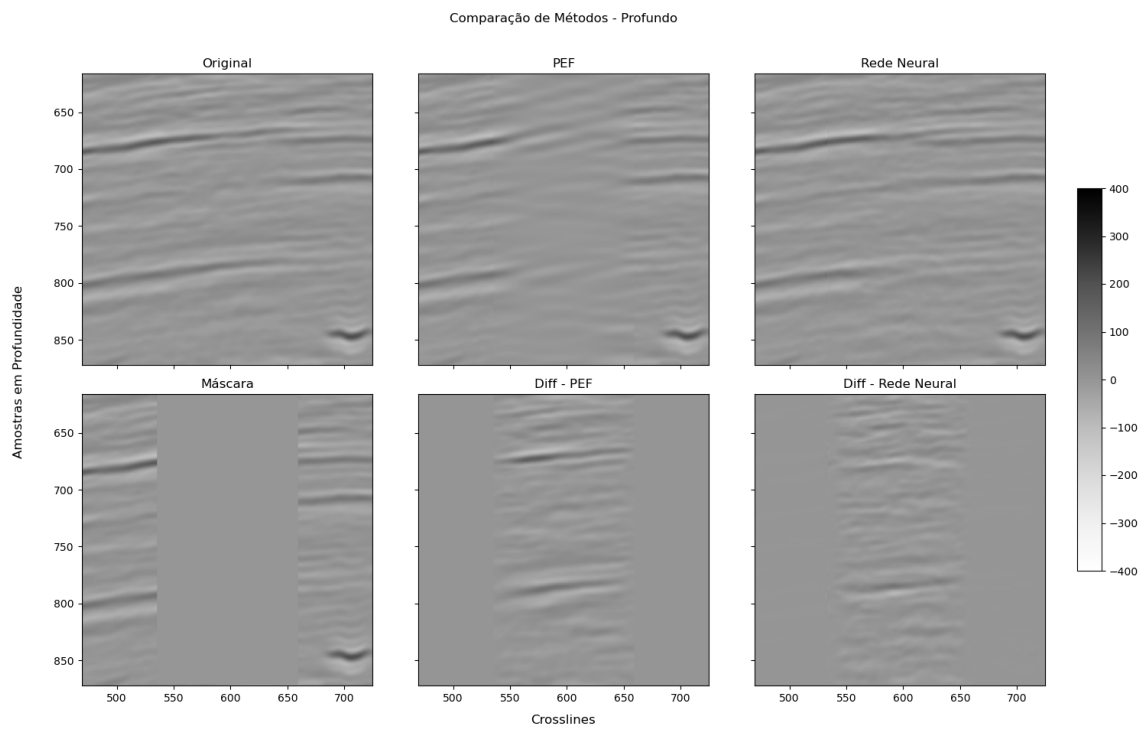 Comparação de Métodos - Profundo
Original
PEF
Rede Neural
650
700
750
800
850
Máscara
Diff - PEF
Diff - Rede Neural
650
700
750
800
850
500 550 600 650 700
500 550 600 650 700
500 550 600 650 700
Amostras em Profundidade
Crosslines
400
300
200
100
0
−100
−200
−300
−400